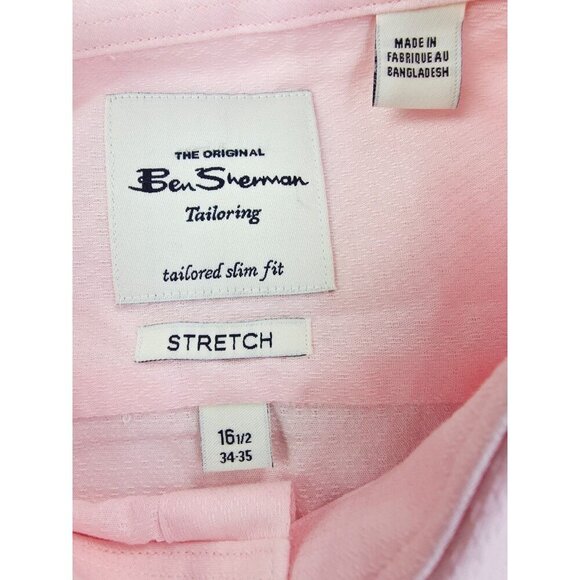 MADE IN
FABRIQUE AU
BANGLADESH
THE ORIGINAL
Ben Sherman
Tailoring
tailored slim fit
STRETCH
16 1/2
34-35